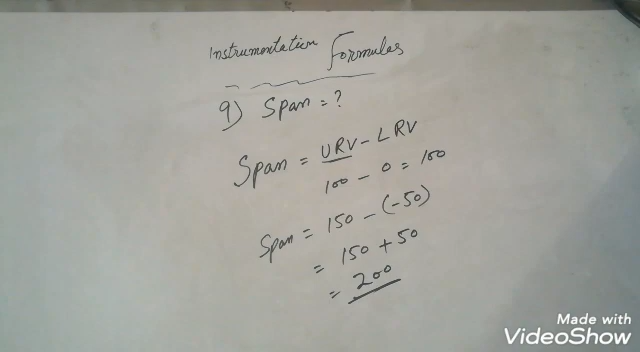 Instrumentation Formulas
9) Span = ?
Span = URV - LRV
100 - 0 = 100
Span = 150 - (-50)
= 150 + 50
= 200
Made with
VideoShow